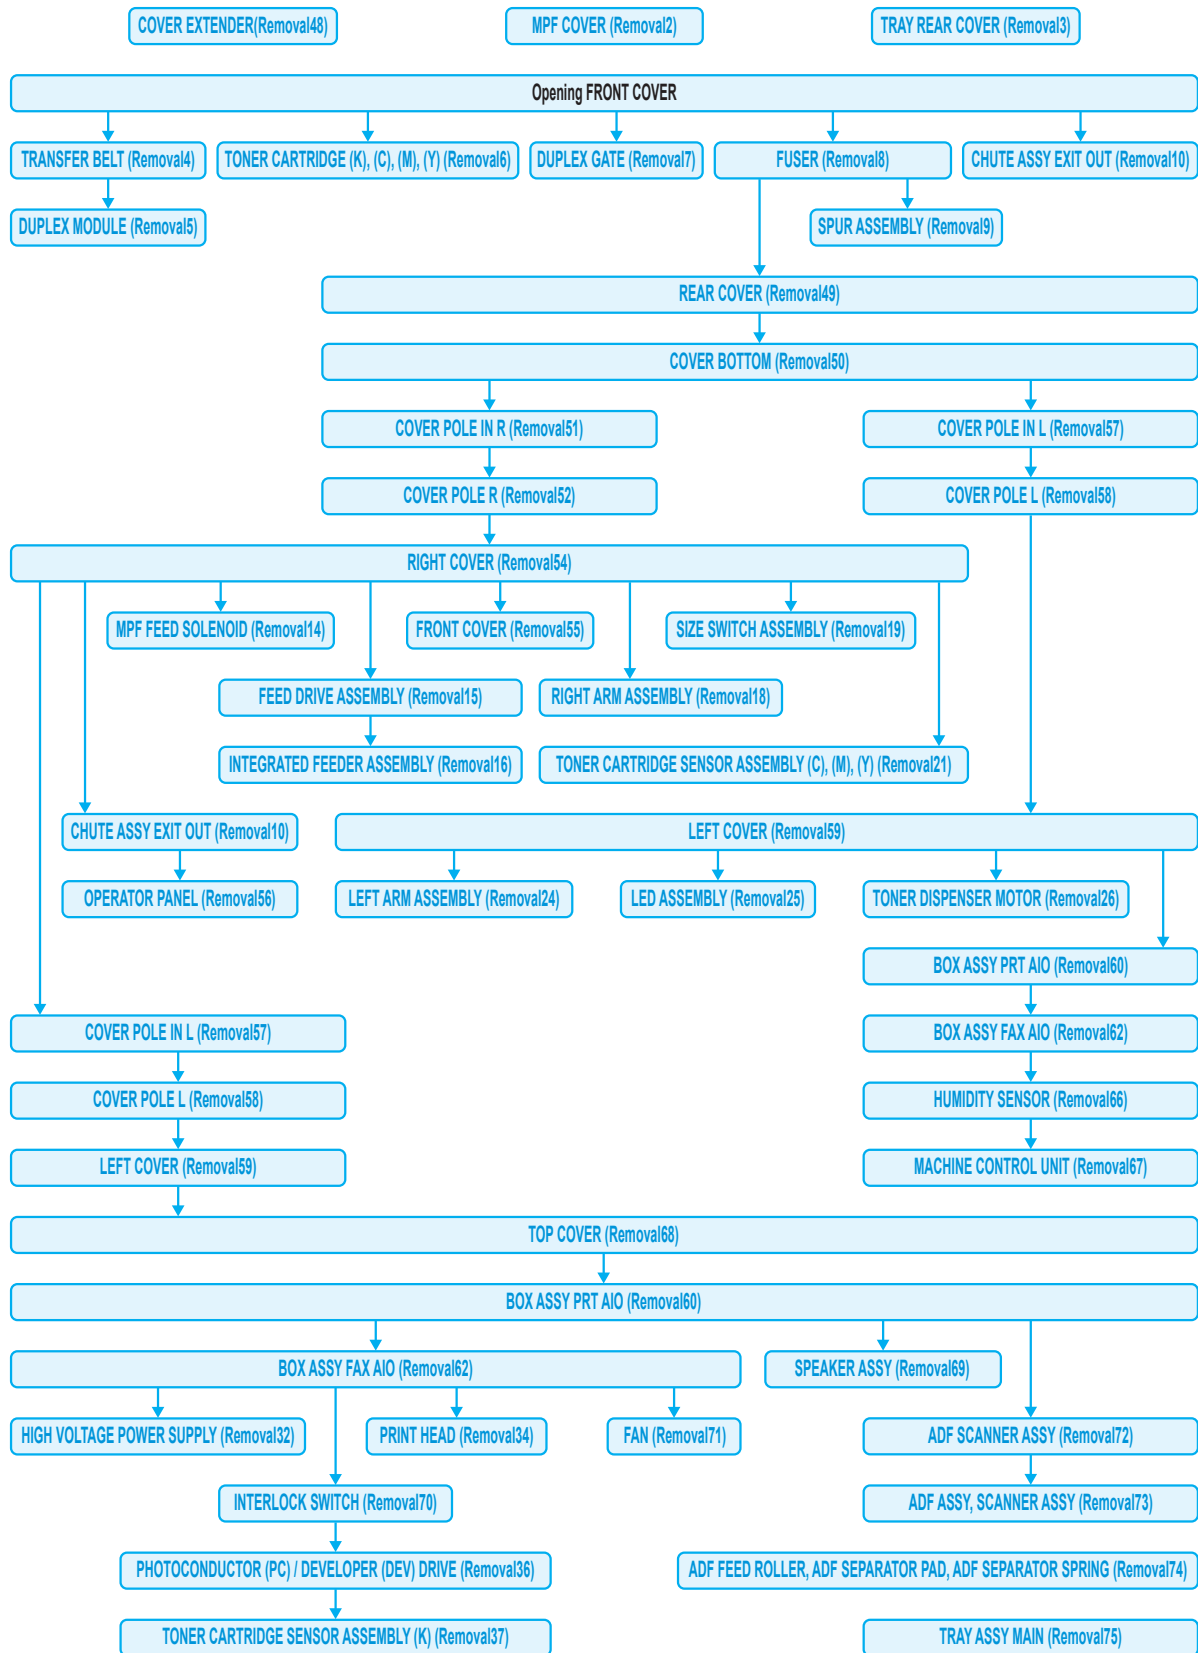 COVER EXTENDER(Removal48)
MPF COVER (Removal2)
TRAY REAR COVER (Removal3)
Opening FRONT COVER
TRANSFER BELT (Removal4)
TONER CARTRIDGE (K), (C), (M), (Y) (Removal6)
DUPLEX GATE (Removal7)
FUSER (Removal8)
CHUTE ASSY EXIT OUT (Removal10)
DUPLEX MODULE (Removal5)
SPUR ASSEMBLY (Removal9)
REAR COVER (Removal49)
COVER BOTTOM (Removal50)
COVER POLE IN R (Removal51)
COVER POLE IN L (Removal57)
COVER POLE R (Removal52)
COVER POLE L (Removal58)
RIGHT COVER (Removal54)
MPF FEED SOLENOID (Removal14)
FRONT COVER (Removal55)
SIZE SWITCH ASSEMBLY (Removal19)
FEED DRIVE ASSEMBLY (Removal15)
RIGHT ARM ASSEMBLY (Removal18)
INTEGRATED FEEDER ASSEMBLY (Removal16)
TONER CARTRIDGE SENSOR ASSEMBLY (C), (M), (Y) (Removal21)
CHUTE ASSY EXIT OUT (Removal10)
LEFT COVER (Removal59)
OPERATOR PANEL (Removal56)
LEFT ARM ASSEMBLY (Removal24)
LED ASSEMBLY (Removal25)
TONER DISPENSER MOTOR (Removal26)
BOX ASSY PRT AIO (Removal60)
COVER POLE IN L (Removal57)
BOX ASSY FAX AIO (Removal62)
COVER POLE L (Removal58)
HUMIDITY SENSOR (Removal66)
LEFT COVER (Removal59)
MACHINE CONTROL UNIT (Removal67)
TOP COVER (Removal68)
BOX ASSY PRT AIO (Removal60)
BOX ASSY FAX AIO (Removal62)
SPEAKER ASSY (Removal69)
HIGH VOLTAGE POWER SUPPLY (Removal32)
PRINT HEAD (Removal34)
FAN (Removal71)
ADF SCANNER ASSY (Removal72)
INTERLOCK SWITCH (Removal70)
ADF ASSY, SCANNER ASSY (Removal73)
PHOTOCONDUCTOR (PC) / DEVELOPER (DEV) DRIVE (Removal36)
ADF FEED ROLLER, ADF SEPARATOR PAD, ADF SEPARATOR SPRING (Removal74)
TONER CARTRIDGE SENSOR ASSEMBLY (K) (Removal37)
TRAY ASSY MAIN (Removal75)